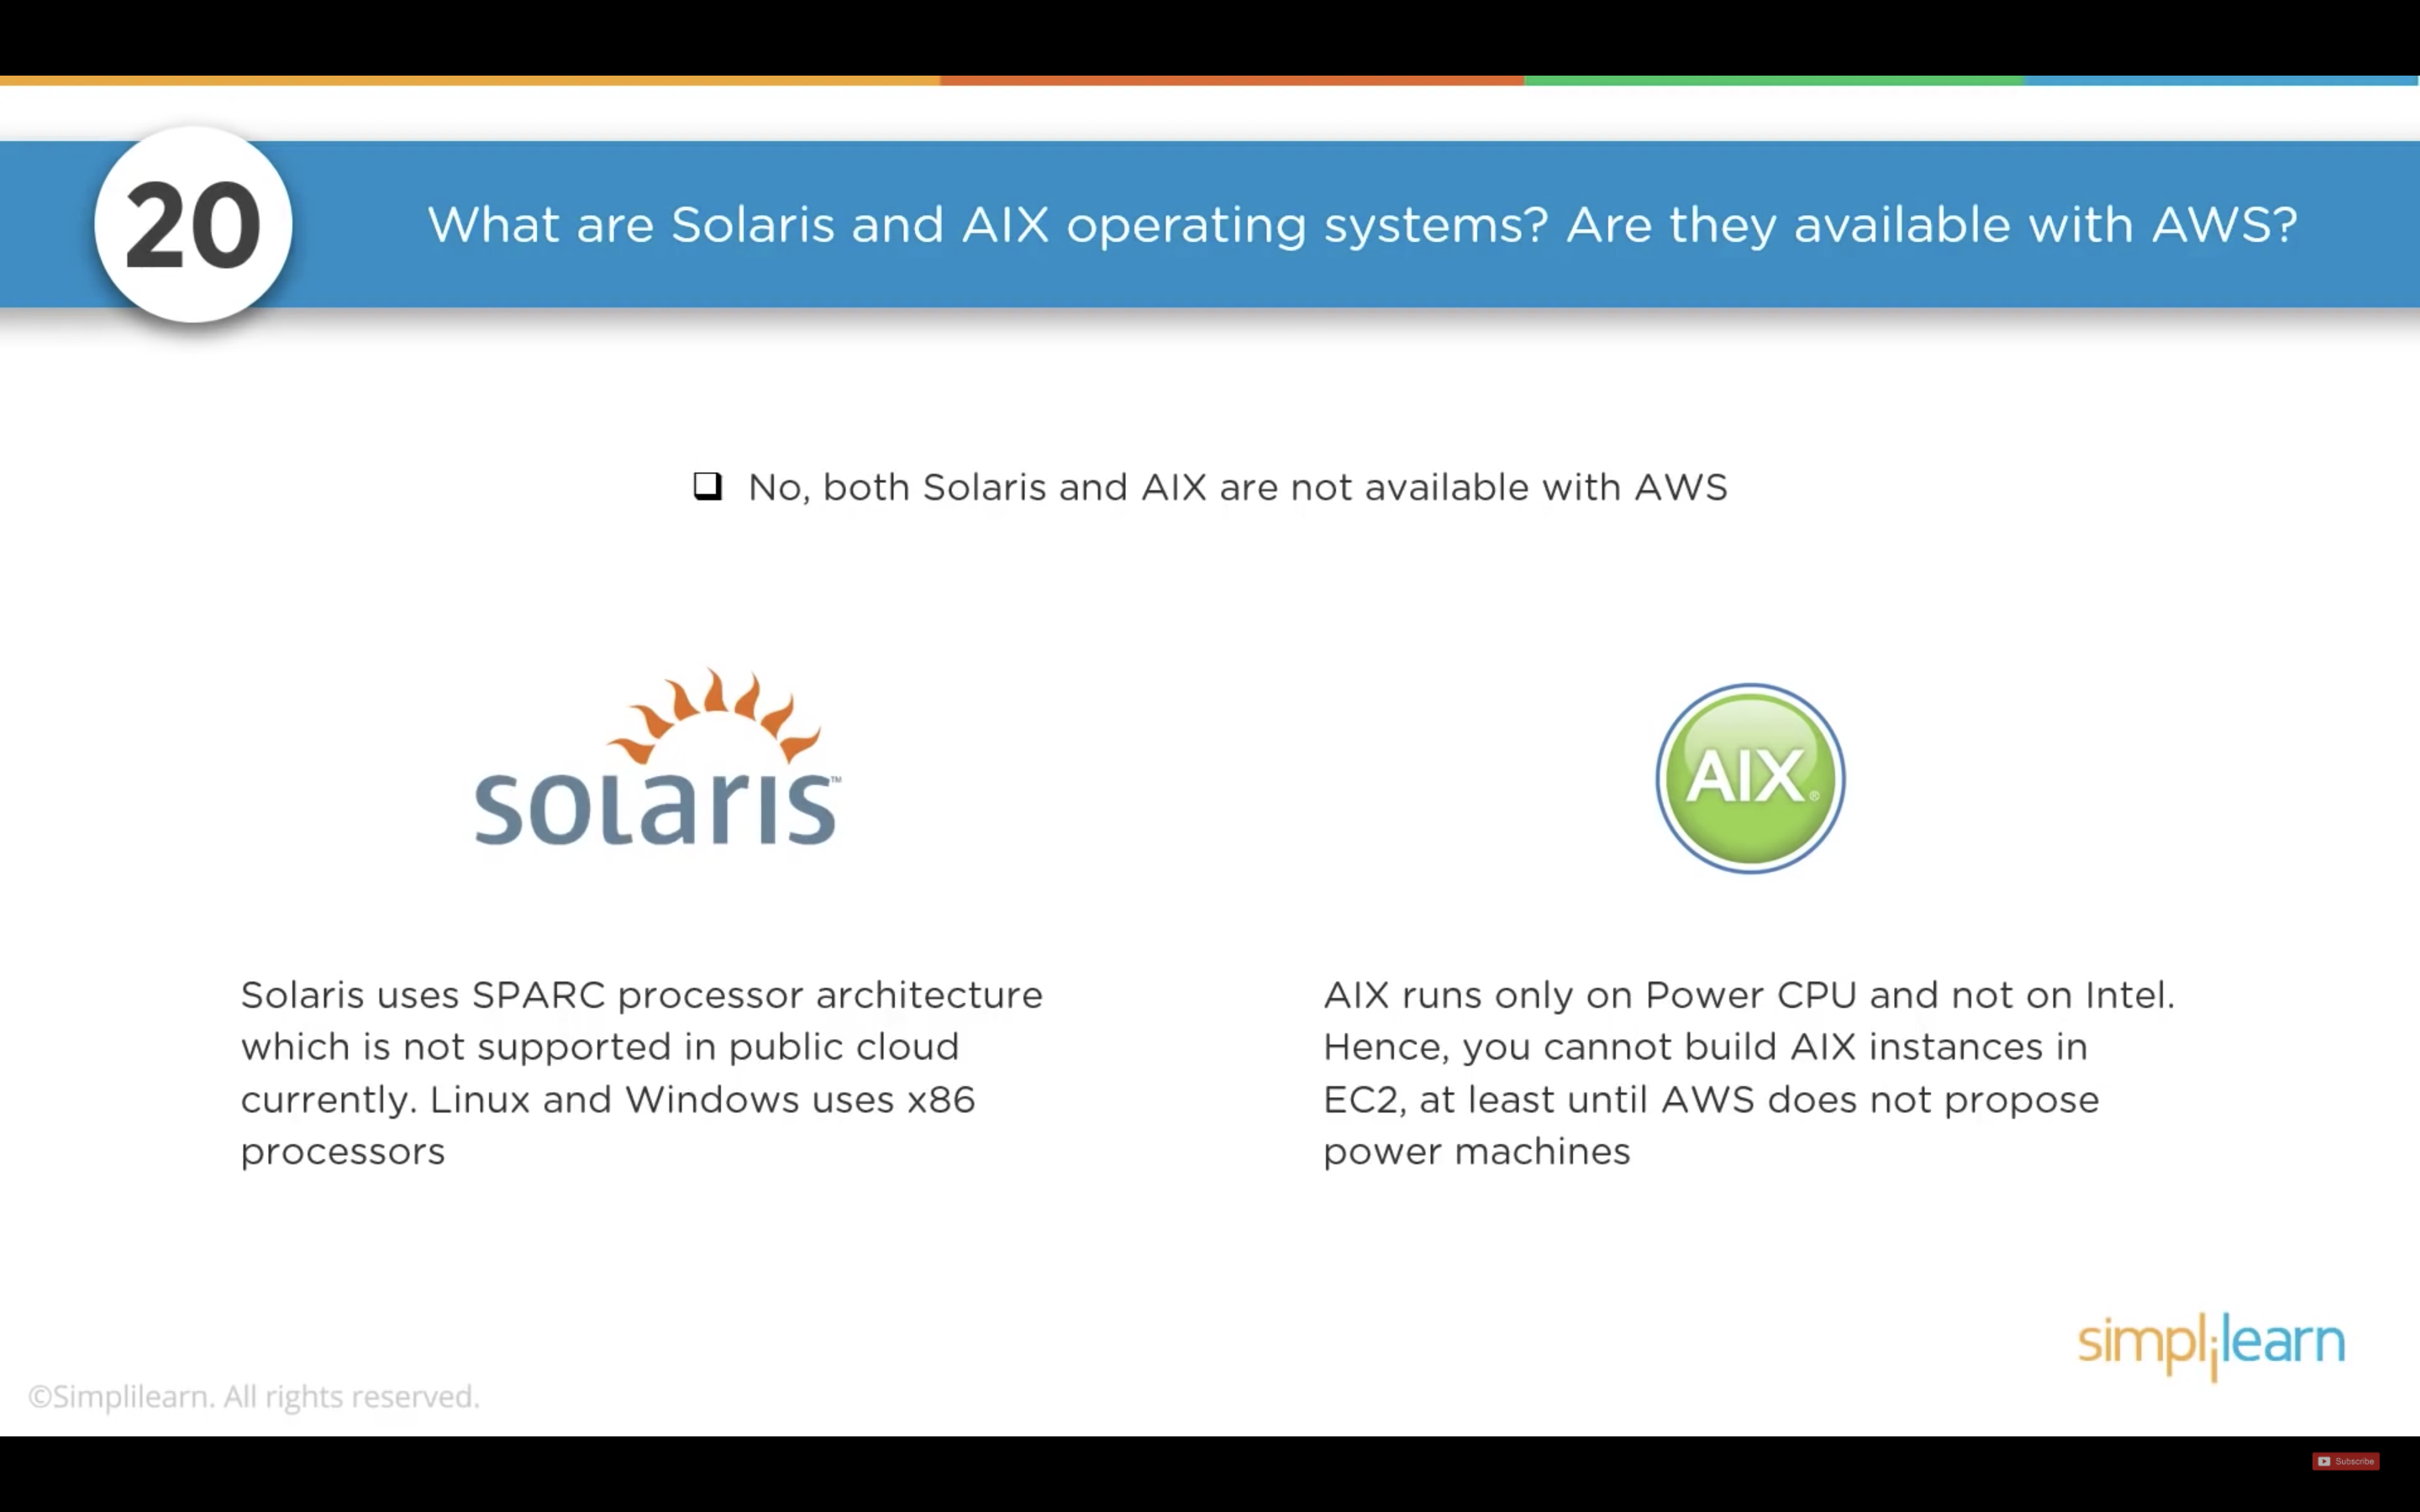 20
What are Solaris and AIX operating systems? Are they available with AWS?
No, both Solaris and AIX are not available with AWS
solaris™
AIX®
Solaris uses SPARC processor architecture
which is not supported in public cloud
currently. Linux and Windows uses x86
processors
AIX runs only on Power CPU and not on Intel.
Hence, you cannot build AIX instances in
EC2, at least until AWS does not propose
power machines
simplilearn
©Simplilearn. All rights reserved.
Subscribe